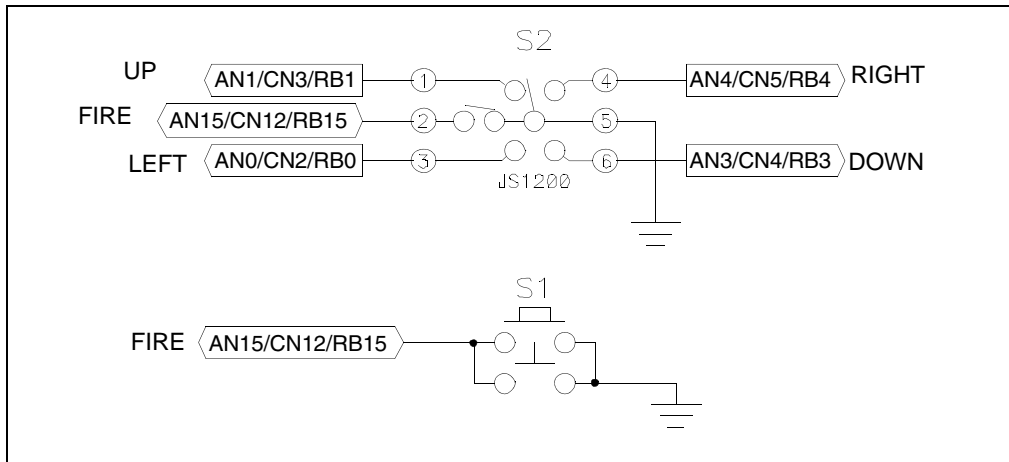 S2
UP AN1/CN3/RB1 1 4 AN4/CN5/RB4 RIGHT
FIRE AN15/CN12/RB15 2 5
LEFT AN0/CN2/RB0 3 6 AN3/CN4/RB3 DOWN
JS1200
S1
FIRE AN15/CN12/RB15